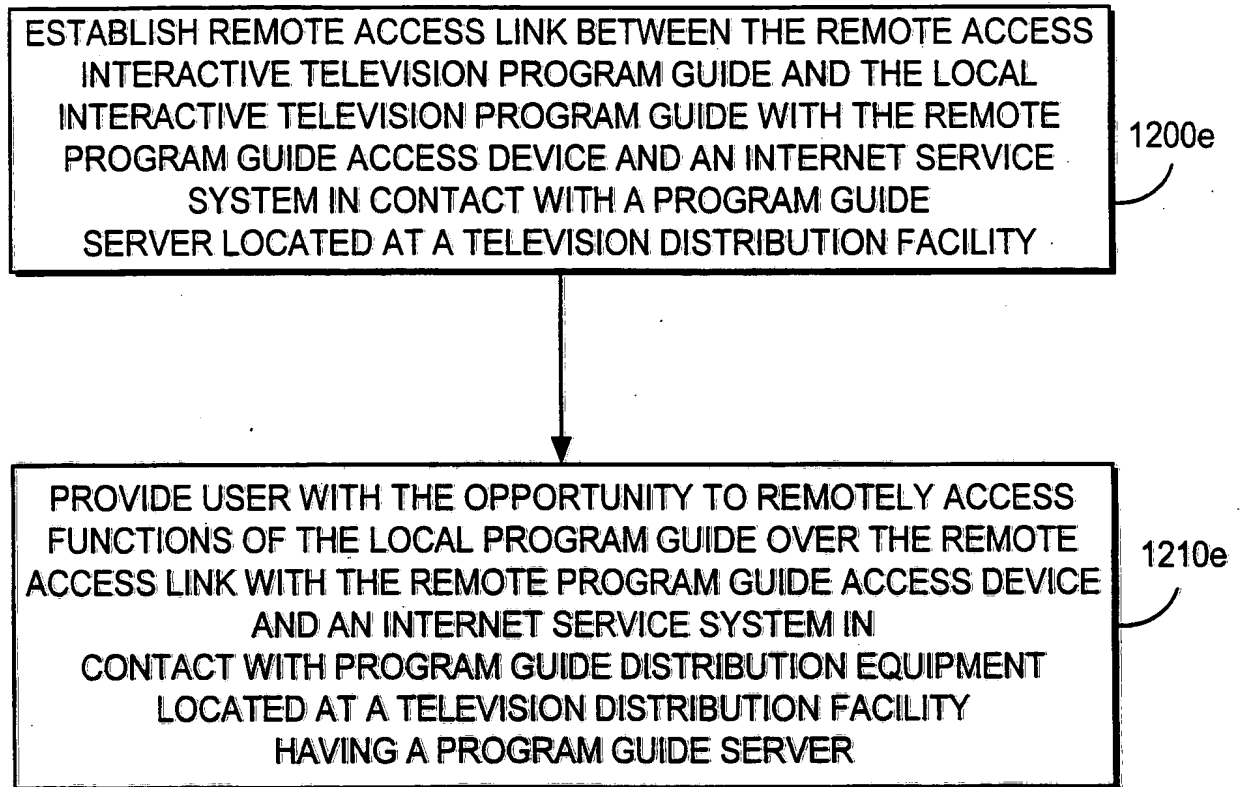 ESTABLISH REMOTE ACCESS LINK BETWEEN THE REMOTE ACCESS
INTERACTIVE TELEVISION PROGRAM GUIDE AND THE LOCAL
INTERACTIVE TELEVISION PROGRAM GUIDE WITH THE REMOTE
PROGRAM GUIDE ACCESS DEVICE AND AN INTERNET SERVICE
SYSTEM IN CONTACT WITH A PROGRAM GUIDE
SERVER LOCATED AT A TELEVISION DISTRIBUTION FACILITY
1200e
PROVIDE USER WITH THE OPPORTUNITY TO REMOTELY ACCESS
FUNCTIONS OF THE LOCAL PROGRAM GUIDE OVER THE REMOTE
ACCESS LINK WITH THE REMOTE PROGRAM GUIDE ACCESS DEVICE
AND AN INTERNET SERVICE SYSTEM IN
CONTACT WITH PROGRAM GUIDE DISTRIBUTION EQUIPMENT
LOCATED AT A TELEVISION DISTRIBUTION FACILITY
HAVING A PROGRAM GUIDE SERVER
1210e